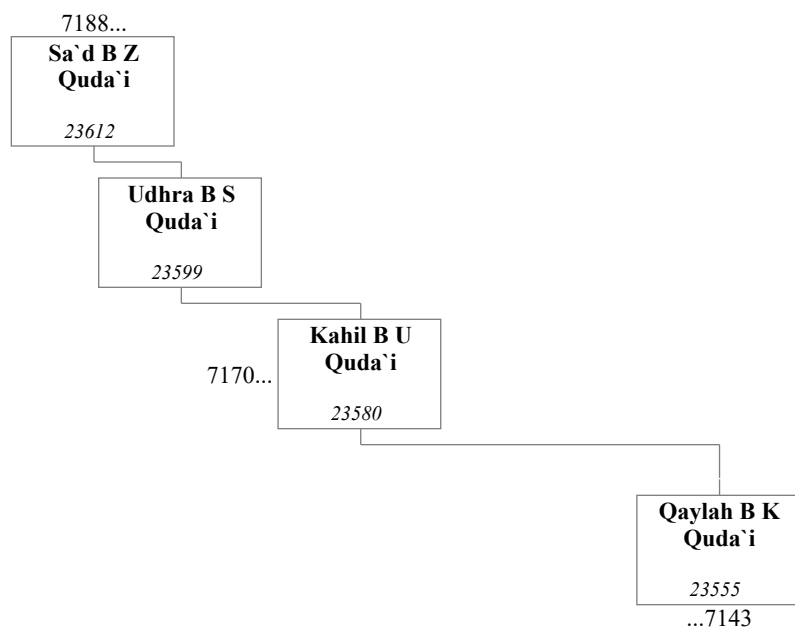 7188...
Sa`d B Z
Quda`i
23612
Udhra B S
Quda`i
23599
Kahil B U
Quda`i
7170...
23580
Qaylah B K
Quda`i
23555
...7143